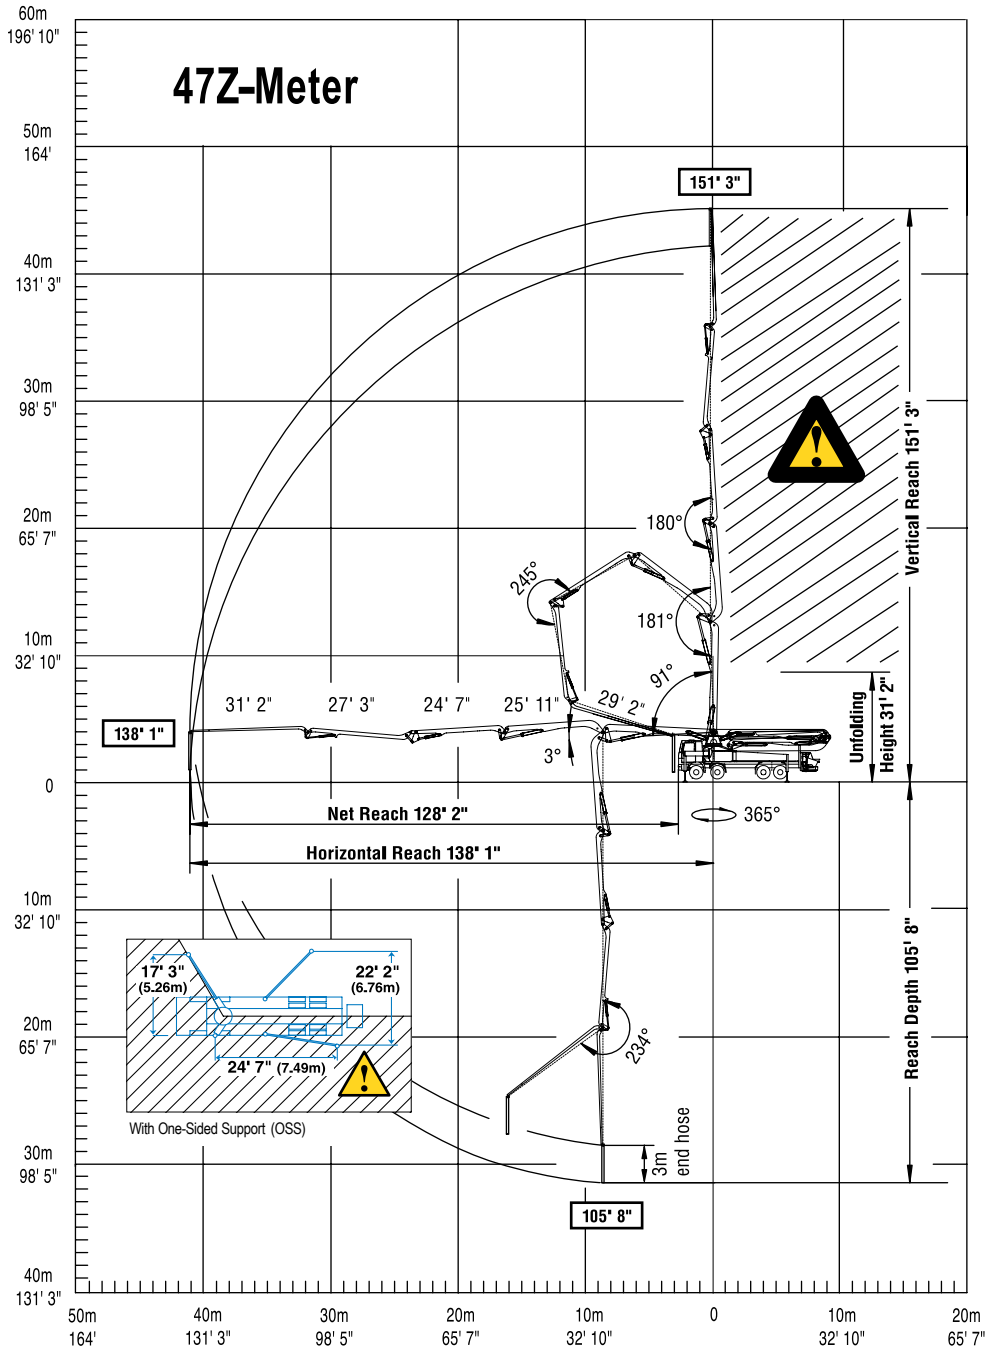 60m
196' 10"
47Z-Meter
50m
164'
151' 3"
40m
131' 3"
30m
98' 5"
Vertical Reach 151' 3"
20m
65' 7"
180°
245°
181°
10m
32' 10"
91°
31' 2"
27' 3"
24' 7"
25' 11"
29' 2"
Unfolding
Height 31' 2"
138' 1"
3°
0
Net Reach 128' 2"
365°
Horizontal Reach 138' 1"
10m
32' 10"
Reach Depth 105' 8"
17' 3"
(5.26m)
22' 2"
(6.76m)
20m
65' 7"
234°
24' 7" (7.49m)
With One-Sided Support (OSS)
3m
end hose
30m
98' 5"
105' 8"
40m
131' 3"
50m 40m 30m 20m 10m 0 10m 20m
164' 131' 3" 98' 5" 65' 7" 32' 10" 32' 10" 65' 7"